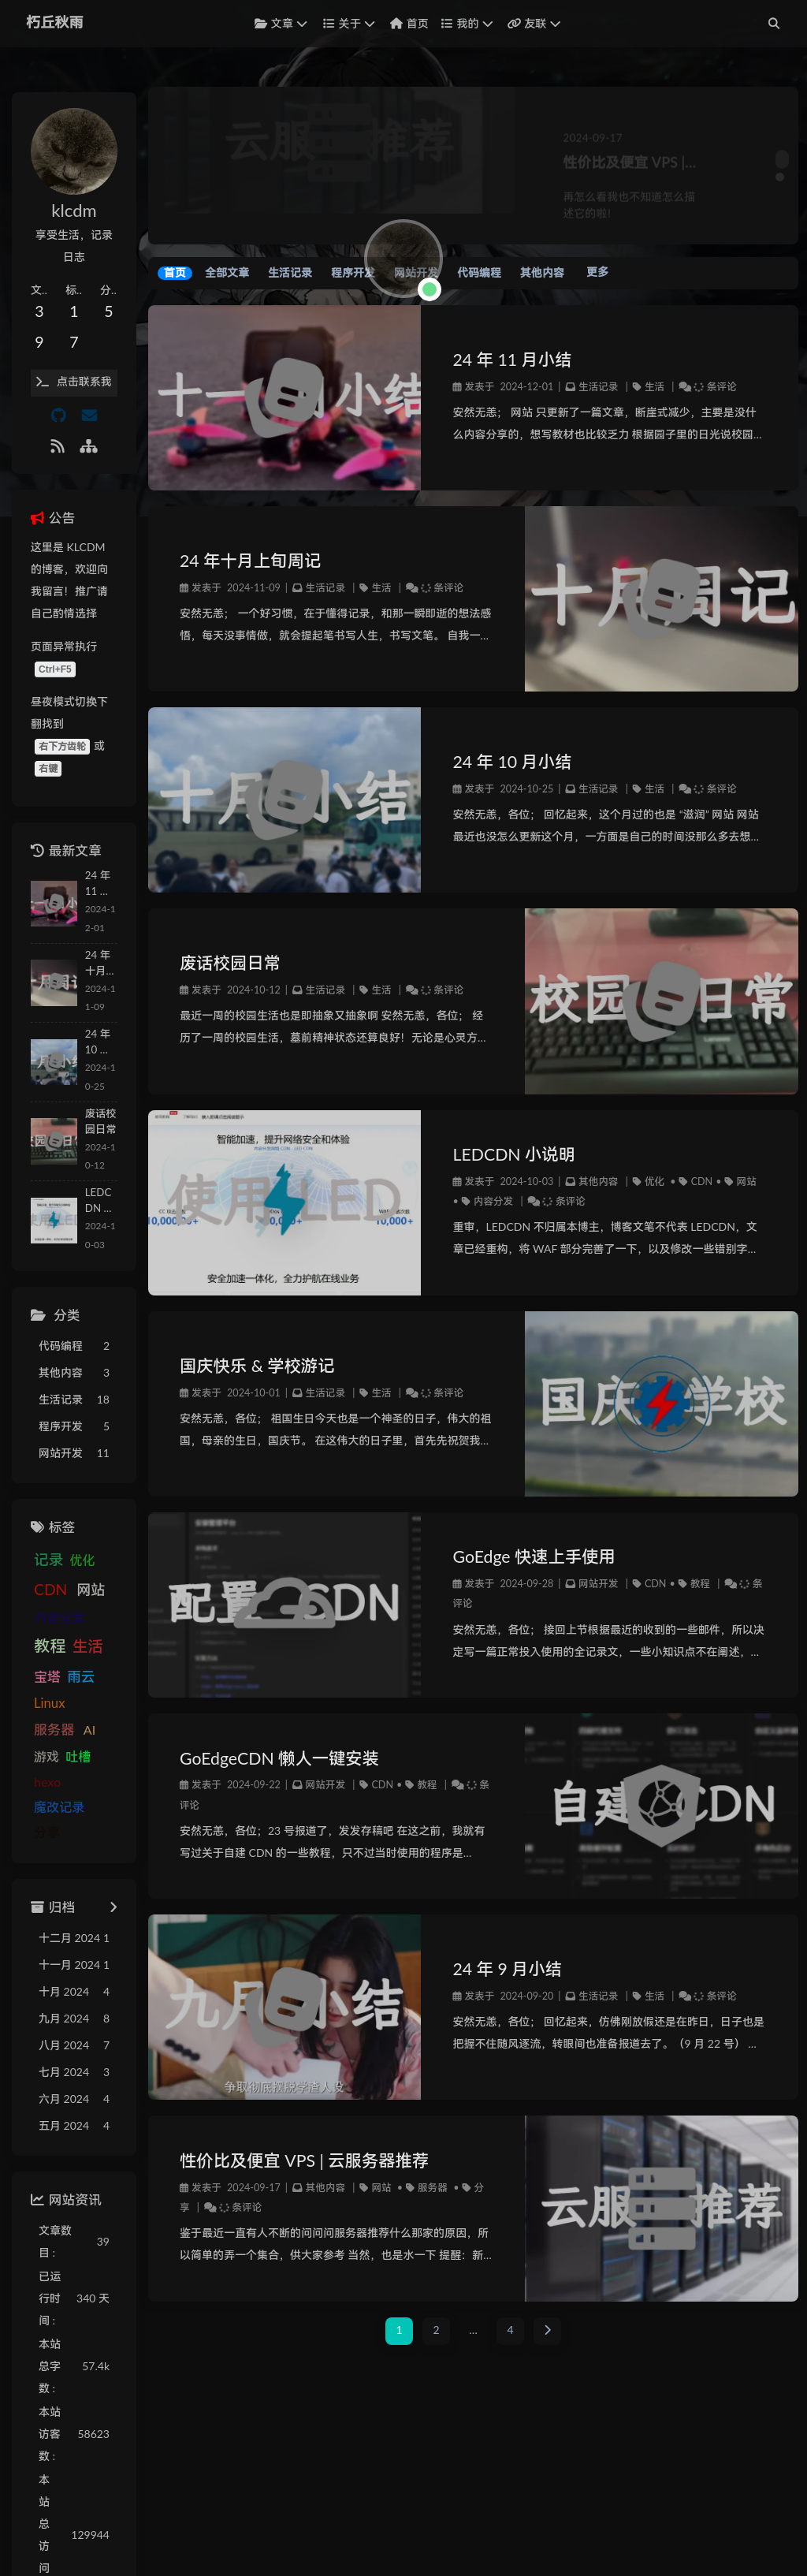 朽丘秋雨
文章 关于 首页 我的 友联
云服 推荐
2024-09-17
性价比及便宜 VPS |...
再怎么看我也不知道怎么描
述它的啦!
klcdm
享受生活，记录
日志
文.. 标.. 分..
3 1 5
9 7
点击联系我
首页 全部文章 生活记录 程序开发 网站开发 代码编程 其他内容 更多
公告
这里是 KLCDM
的博客，欢迎向
我留言！推广请
自己酌情选择
页面异常执行
Ctrl+F5
昼夜模式切换下
翻找到
右下方齿轮 或
右键
最新文章
24 年
11 ...
2024-1
2-01
24 年
十月...
2024-1
1-09
24 年
10 ...
2024-1
0-25
废话校
园日常
2024-1
0-12
LEDC
DN ...
2024-1
0-03
分类
代码编程 2
其他内容 3
生活记录 18
程序开发 5
网站开发 11
标签
记录 优化
CDN 网站
教程 生活
宝塔 雨云
Linux
服务器 AI
游戏 吐槽
hexo
魔改记录
归档
十二月 2024 1
十一月 2024 1
十月 2024 4
九月 2024 8
八月 2024 7
七月 2024 3
六月 2024 4
五月 2024 4
网站资讯
文章数
目 :
39
已运
行时
间 :
340 天
本站
总字
数 :
57.4k
本站
访客
数 :
58623
本
站
总
访
问
129944
十一 小结
24 年 11 月小结
发表于 2024-12-01 | 生活记录 | 生活 | 条评论
安然无恙； 网站 只更新了一篇文章，断崖式减少，主要是没什
么内容分享的，想写教材也比较乏力 根据园子里的日光说校园...
24 年十月上旬周记
发表于 2024-11-09 | 生活记录 | 生活 | 条评论
安然无恙； 一个好习惯，在于懂得记录，和那一瞬即逝的想法感
悟，每天没事情做，就会提起笔书写人生，书写文笔。 自我一...
十月周记
十月 小结
24 年 10 月小结
发表于 2024-10-25 | 生活记录 | 生活 | 条评论
安然无恙，各位； 回忆起来，这个月过的也是 “滋润” 网站 网站
最近也没怎么更新这个月，一方面是自己的时间没那么多去想...
废话校园日常
发表于 2024-10-12 | 生活记录 | 生活 | 条评论
最近一周的校园生活也是即抽象又抽象啊 安然无恙，各位； 经
历了一周的校园生活，墓前精神状态还算良好！无论是心灵方...
校园 日常
智能加速，提升网络安全和体验
使用 LED
10,000 10,000+
安全加速一体化，全力护航在线业务
LEDCDN 小说明
发表于 2024-10-03 | 其他内容 | 优化 • CDN • 网站
• 内容分发 | 条评论
重审，LEDCDN 不归属本博主，博客文笔不代表 LEDCDN，文
章已经重构，将 WAF 部分完善了一下，以及修改一些错别字...
国庆快乐 & 学校游记
发表于 2024-10-01 | 生活记录 | 生活 | 条评论
安然无恙，各位； 祖国生日今天也是一个神圣的日子，伟大的祖
国，母亲的生日，国庆节。 在这伟大的日子里，首先先祝贺我...
国庆 学校
配置 CDN
GoEdge 快速上手使用
发表于 2024-09-28 | 网站开发 | CDN • 教程 | 条
评论
安然无恙，各位； 接回上节根据最近的收到的一些邮件，所以决
定写一篇正常投入使用的全记录文，一些小知识点不在阐述，...
GoEdgeCDN 懒人一键安装
发表于 2024-09-22 | 网站开发 | CDN • 教程 | 条
评论
安然无恙，各位；23 号报道了，发发存稿吧 在这之前，我就有
写过关于自建 CDN 的一些教程，只不过当时使用的程序是...
自建 CDN
九月 小结
争取彻底摆脱学渣人设
24 年 9 月小结
发表于 2024-09-20 | 生活记录 | 生活 | 条评论
安然无恙，各位； 回忆起来，仿佛刚放假还是在昨日，日子也是
把握不住随风逐流，转眼间也准备报道去了。（9 月 22 号） ...
性价比及便宜 VPS | 云服务器推荐
发表于 2024-09-17 | 其他内容 | 网站 • 服务器 • 分
享 | 条评论
鉴于最近一直有人不断的问问问服务器推荐什么那家的原因，所
以简单的弄一个集合，供大家参考 当然，也是水一下 提醒：新...
云服 推荐
1 2 ... 4